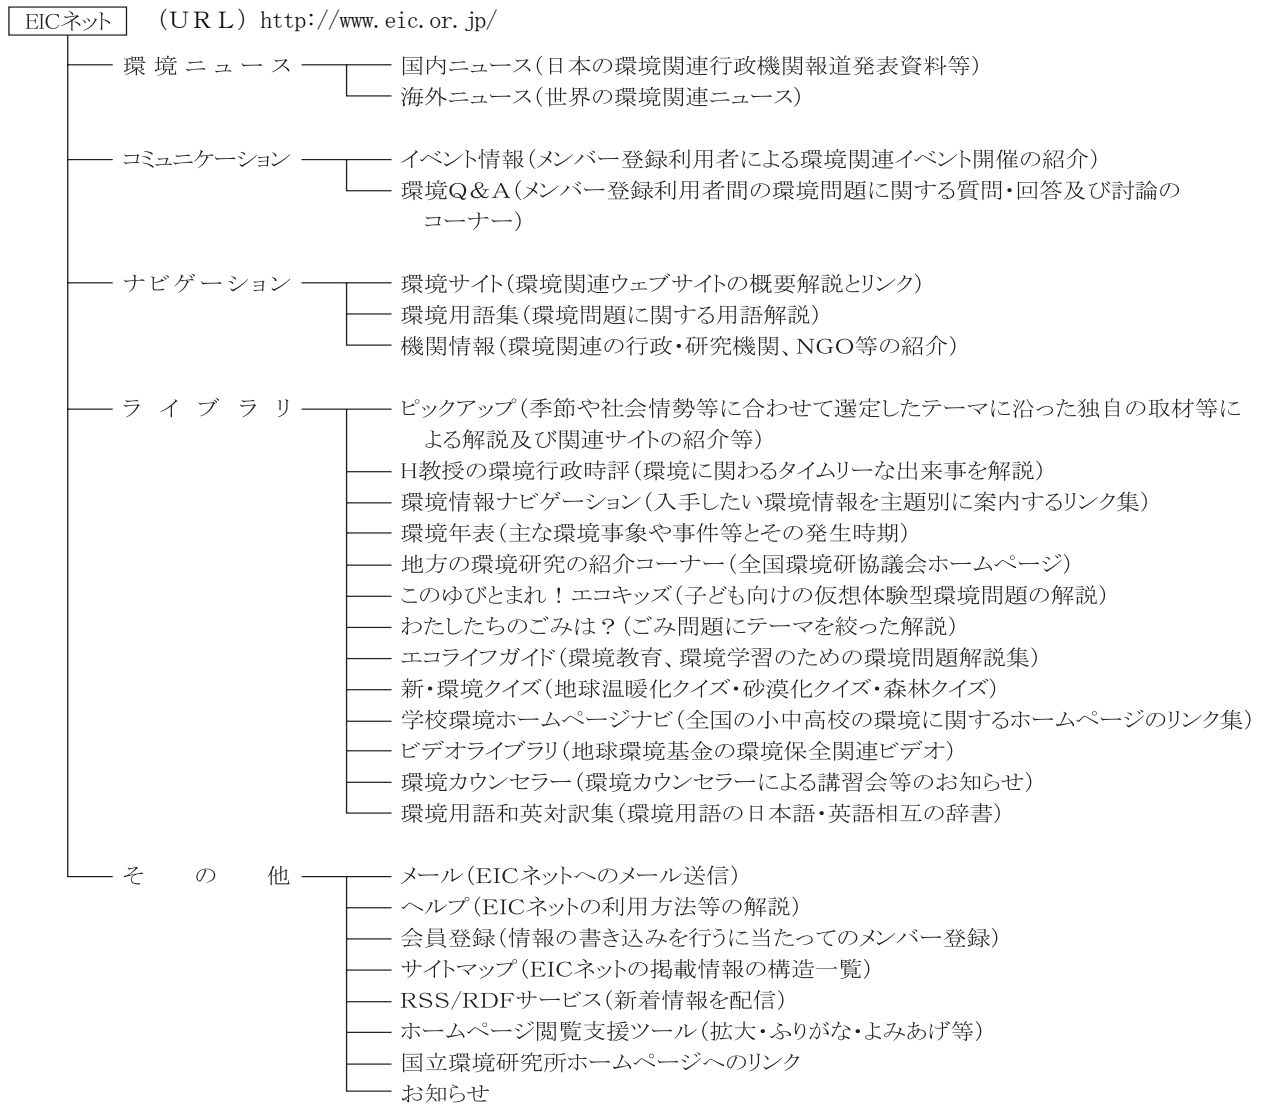 EICネット (URL) http://www.eic.or.jp/
環境ニュース 国内ニュース(日本の環境関連行政機関報道発表資料等)
海外ニュース(世界の環境関連ニュース)
コミュニケーション イベント情報(メンバー登録利用者による環境関連イベント開催の紹介)
環境Q&A(メンバー登録利用者間の環境問題に関する質問・回答及び討論の
コーナー)
ナビゲーション 環境サイト(環境関連ウェブサイトの概要解説とリンク)
環境用語集(環境問題に関する用語解説)
機関情報(環境関連の行政・研究機関、NGO等の紹介)
ライブラリ ピックアップ(季節や社会情勢等に合わせて選定したテーマに沿った独自の取材等に
よる解説及び関連サイトの紹介等)
H教授の環境行政時評(環境に関わるタイムリーな出来事を解説)
環境情報ナビゲーション(入手したい環境情報を主題別に案内するリンク集)
環境年表(主な環境事象や事件等とその発生時期)
地方の環境研究の紹介コーナー(全国環境研協議会ホームページ)
このゆびとまれ!エコキッズ(子ども向けの仮想体験型環境問題の解説)
わたしたちのごみは?(ごみ問題にテーマを絞った解説)
エコライフガイド(環境教育、環境学習のための環境問題解説集)
新・環境クイズ(地球温暖化クイズ・砂漠化クイズ・森林クイズ)
学校環境ホームページナビ(全国の小中高校の環境に関するホームページのリンク集)
ビデオライブラリ(地球環境基金の環境保全関連ビデオ)
環境カウンセラー(環境カウンセラーによる講習会等のお知らせ)
環境用語和英対訳集(環境用語の日本語・英語相互の辞書)
その他 メール(EICネットへのメール送信)
ヘルプ(EICネットの利用方法等の解説)
会員登録(情報の書き込みを行うに当たってのメンバー登録)
サイトマップ(EICネットの掲載情報の構造一覧)
RSS/RDFサービス(新着情報を配信)
ホームページ閲覧支援ツール(拡大・ふりがな・よみあげ等)
国立環境研究所ホームページへのリンク
お知らせ